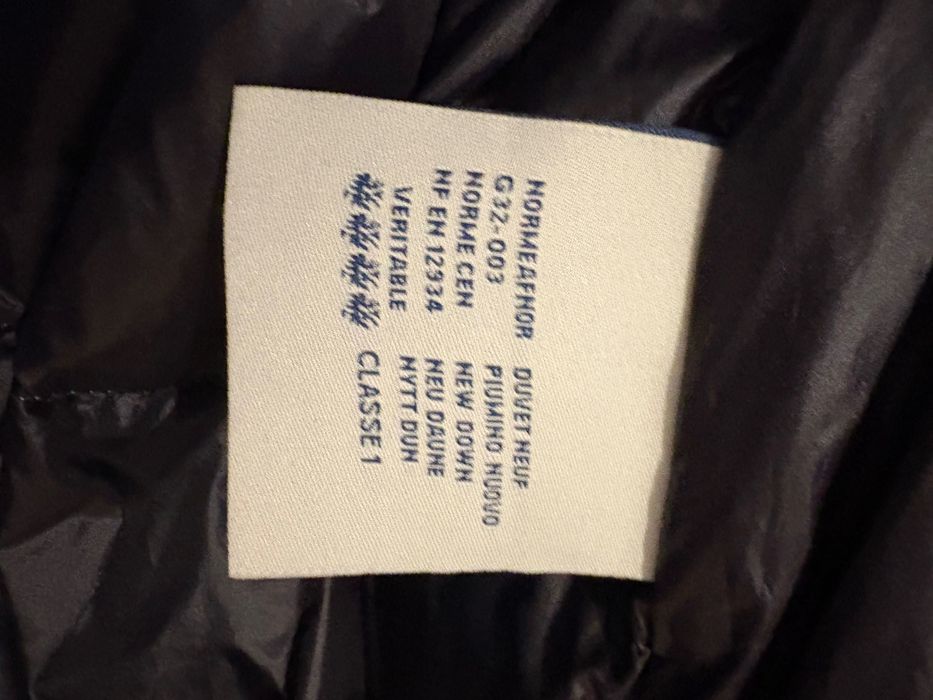 NORMEAFNOR DUVET NEUF
G32-003 PIUMINO NUOVO
NORME CEN NEW DOWN
NF EN 12934 NEU DAUNE
VERITABLE NYTT DUN
CLASSE 1